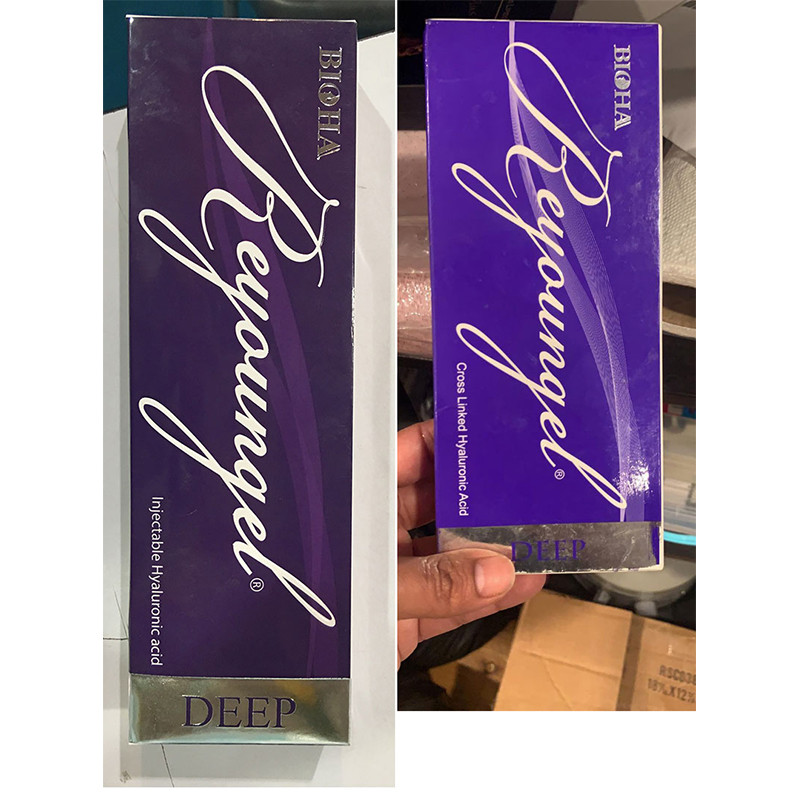 BIOHA
Reyoungel®
Injectable Hyaluronic acid
DEEP
BIOHA
Reyoungel®
Cross Linked Hyaluronic Acid
DEEP